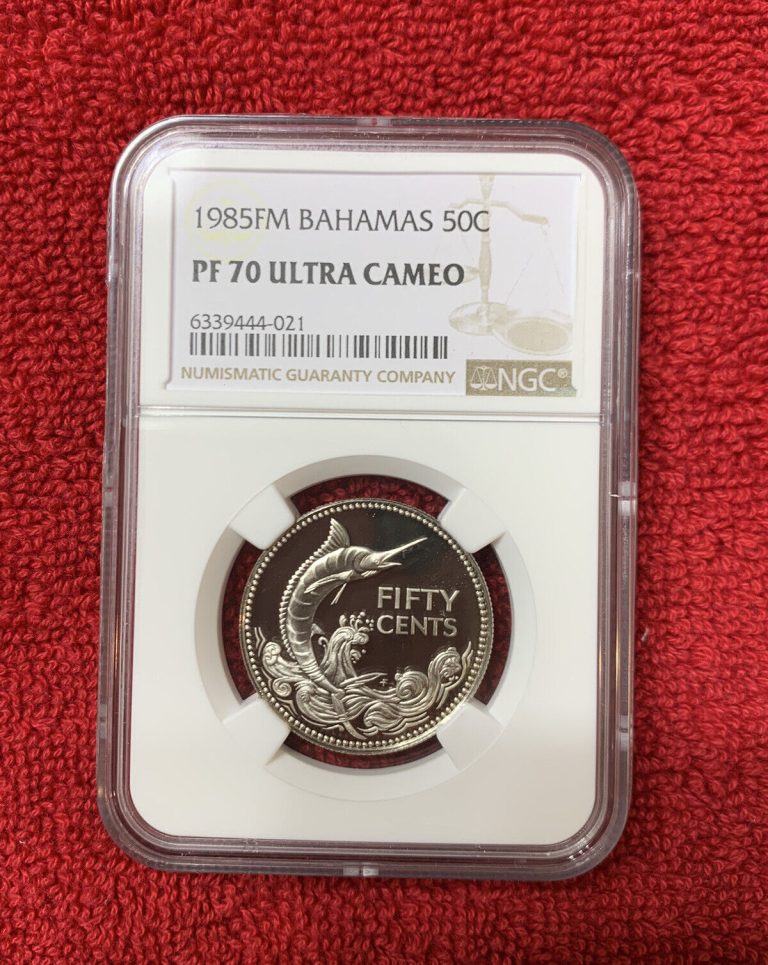 1985FM BAHAMAS 50C
PF 70 ULTRA CAMEO
6339444-021
NUMISMATIC GUARANTY COMPANY
NGC®
FIFTY
CENTS